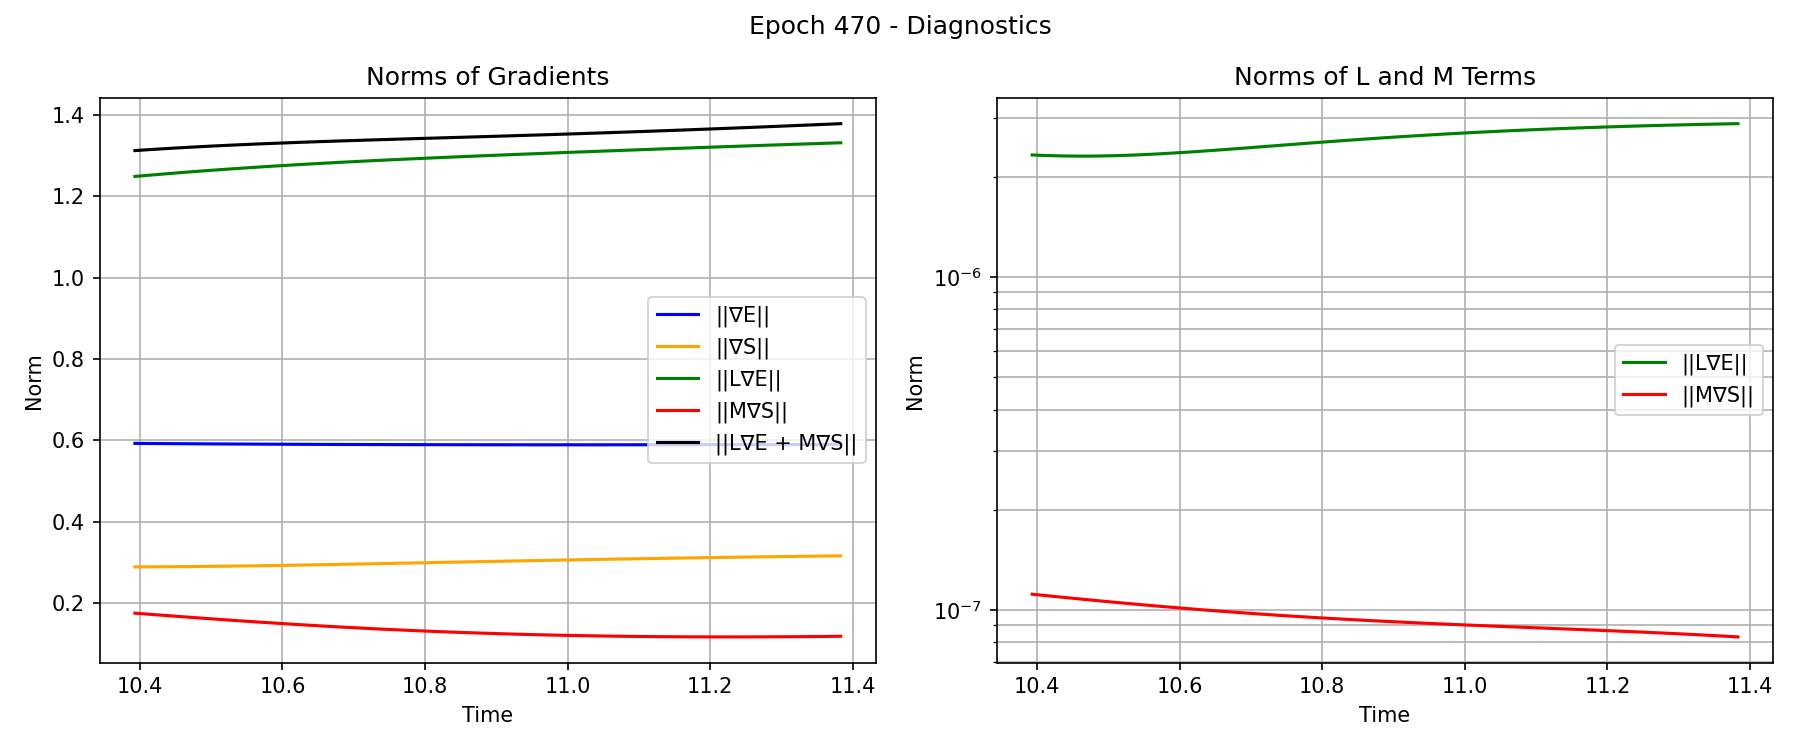 Epoch 470 - Diagnostics
Norms of Gradients
1.4
1.2
1.0
0.8
0.6
0.4
0.2
Norm
||∇E||
||∇S||
||L∇E||
||M∇S||
||L∇E + M∇S||
10.4 10.6 10.8 11.0 11.2 11.4
Time
Norms of L and M Terms
10⁻⁶
10⁻⁷
Norm
||L∇E||
||M∇S||
10.4 10.6 10.8 11.0 11.2 11.4
Time